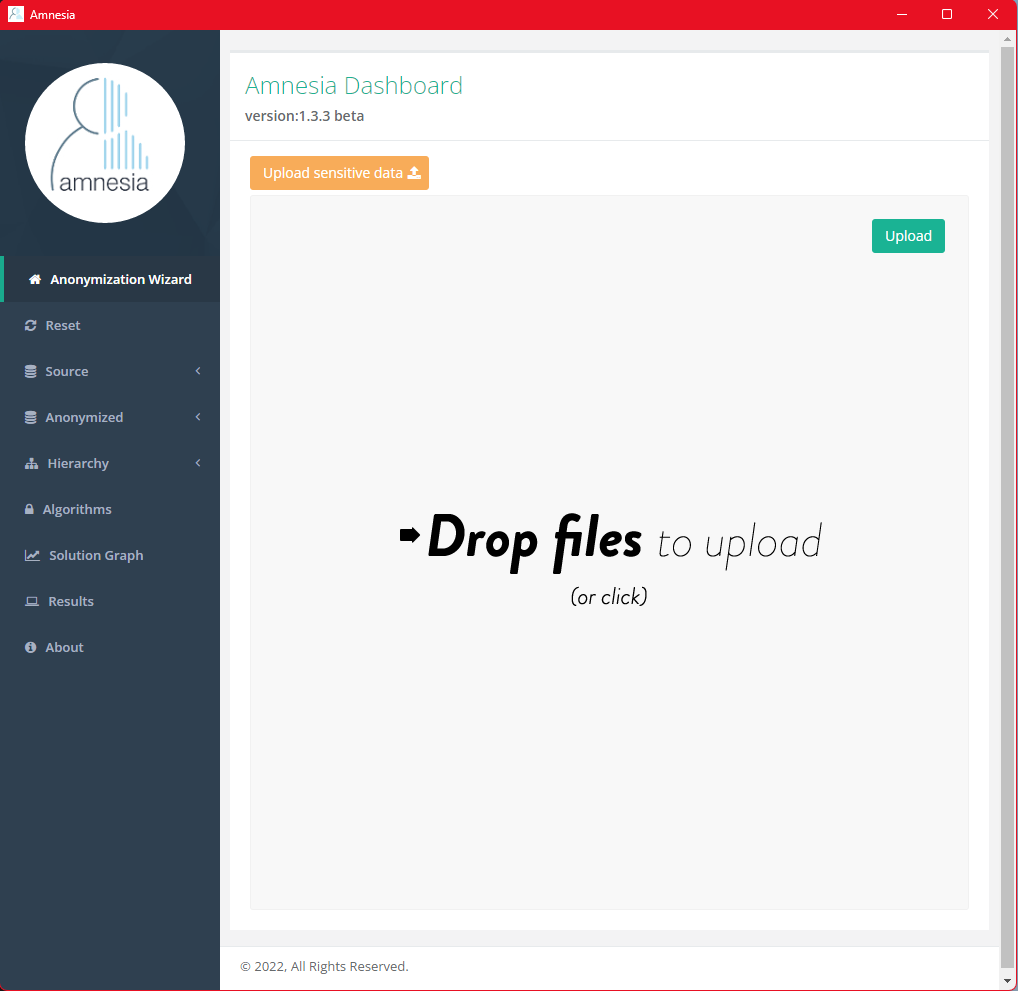 Amnesia
amnesia
Anonymization Wizard
Reset
Source
Anonymized
Hierarchy
Algorithms
Solution Graph
Results
About
Amnesia Dashboard
version:1.3.3 beta
Upload sensitive data
Upload
Drop files to upload
(or click)
© 2022, All Rights Reserved.